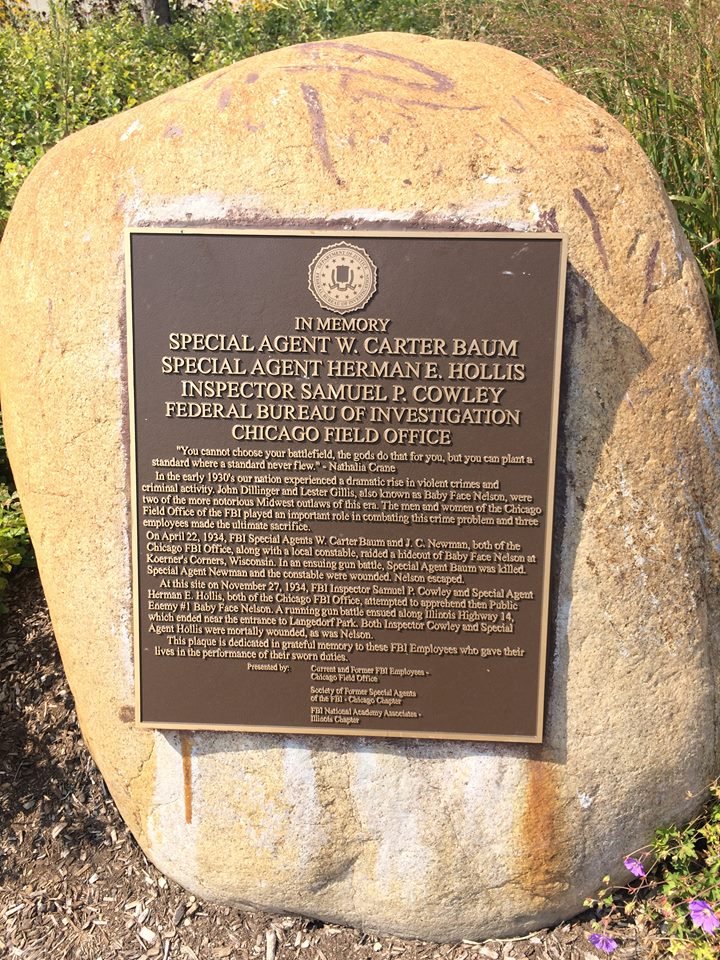 IN MEMORY
SPECIAL AGENT W. CARTER BAUM
SPECIAL AGENT HERMAN E. HOLLIS
INSPECTOR SAMUEL P. COWLEY
FEDERAL BUREAU OF INVESTIGATION
CHICAGO FIELD OFFICE
"You cannot choose your battlefield, the gods do that for you, but you can plant a
standard where a standard never flew." - Nathalia Crane
In the early 1930's our nation experienced a dramatic rise in violent crimes and
criminal activity. John Dillinger and Lester Gillis, also known as Baby Face Nelson, were
two of the more notorious Midwest outlaws of this era. The men and women of the Chicago
Field Office of the FBI played an important role in combating this crime problem and three
employees made the ultimate sacrifice.
On April 22, 1934, FBI Special Agents W. Carter Baum and J. C. Newman, both of the
Chicago FBI Office, along with a local constable, raided a hideout of Baby Face Nelson at
Koerner's Corners, Wisconsin. In an ensuing gun battle, Special Agent Baum was killed.
Special Agent Newman and the constable were wounded. Nelson escaped.
At this site on November 27, 1934, FBI Inspector Samuel P. Cowley and Special Agent
Herman E. Hollis, both of the Chicago FBI Office, attempted to apprehend then Public
Enemy #1 Baby Face Nelson. A running gun battle ensued along Illinois Highway 14,
which ended near the entrance to Langedorf Park. Both Inspector Cowley and Special
Agent Hollis were mortally wounded, as was Nelson.
This plaque is dedicated in grateful memory to these FBI Employees who gave their
lives in the performance of their sworn duties.
Presented by: Current and Former FBI Employees -
Chicago Field Office
Society of Former Special Agents
of the FBI - Chicago Chapter
FBI National Academy Associates -
Illinois Chapter